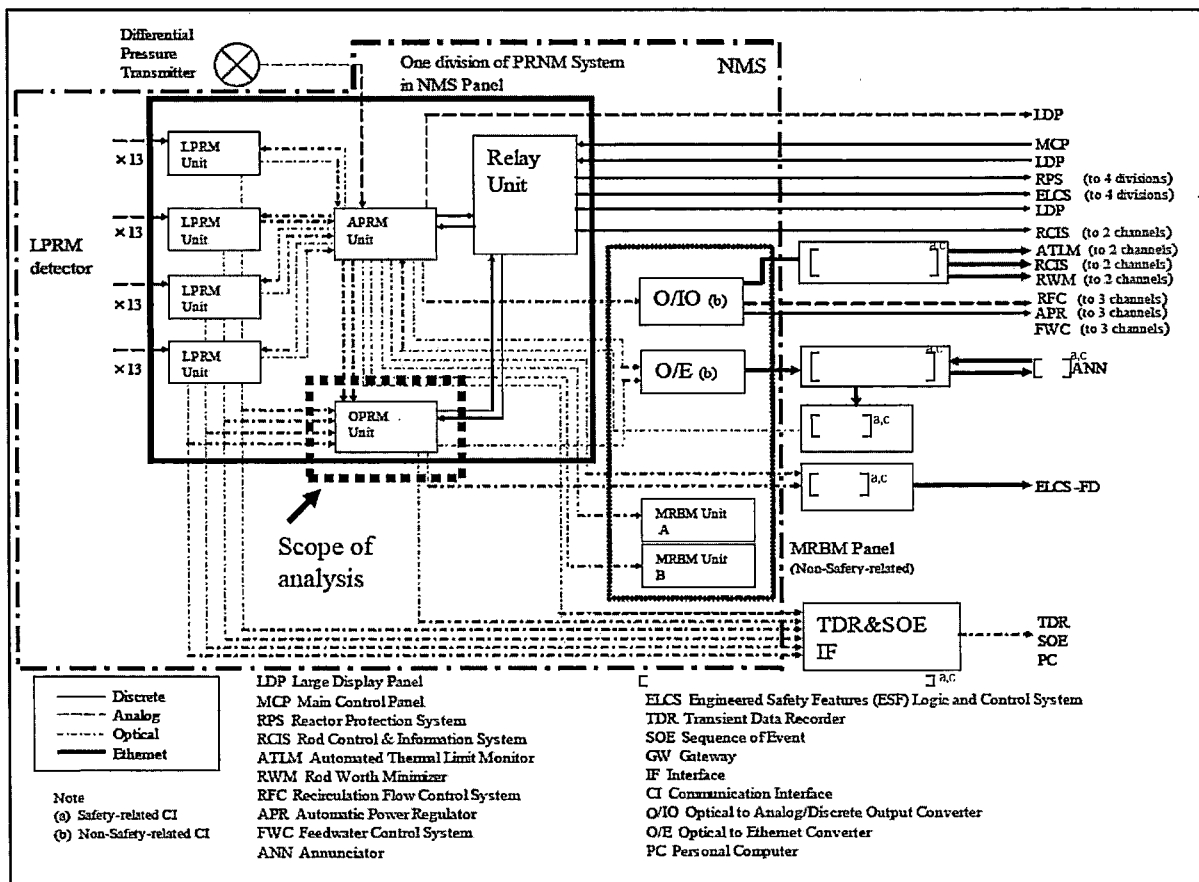 Differential
Pressure
Transmitter
One division of PRNM System
in NMS Panel
NMS
LPRM
detector
×13
LPRM
Unit
×13
LPRM
Unit
×13
LPRM
Unit
×13
LPRM
Unit
APRM
Unit
Relay
Unit
OPRM
Unit
Scope of
analysis
O/IO (b)
O/E (b)
MRBM Unit
A
MRBM Unit
B
MRBM Panel
(Non-Safety-related)
LDP
MCP
LDP
RPS (to 4 divisions)
ELCS (to 4 divisions)
LDP
RCIS (to 2 channels)
[ ]a,c
ATLM (to 2 channels)
RCIS (to 2 channels)
RWM (to 2 channels)
RFC (to 3 channels)
APR (to 3 channels)
FWC (to 3 channels)
[ ]a,c
[ ]a,c ANN
[ ]a,c
[ ]a,c
ELCS-FD
TDR&SOE
IF
TDR
SOE
PC
[ ]a,c
Discrete
Analog
Optical
Ethernet
Note
(a) Safety-related CI
(b) Non-Safety-related CI
LDP Large Display Panel
MCP Main Control Panel
RPS Reactor Protection System
RCIS Rod Control & Information System
ATLM Automated Thermal Limit Monitor
RWM Rod Worth Minimizer
RFC Recirculation Flow Control System
APR Automatic Power Regulator
FWC Feedwater Control System
ANN Annunciator
ELCS Engineered Safety Features (ESF) Logic and Control System
TDR Transient Data Recorder
SOE Sequence of Event
GW Gateway
IF Interface
CI Communication Interface
O/IO Optical to Analog/Discrete Output Converter
O/E Optical to Ethernet Converter
PC Personal Computer